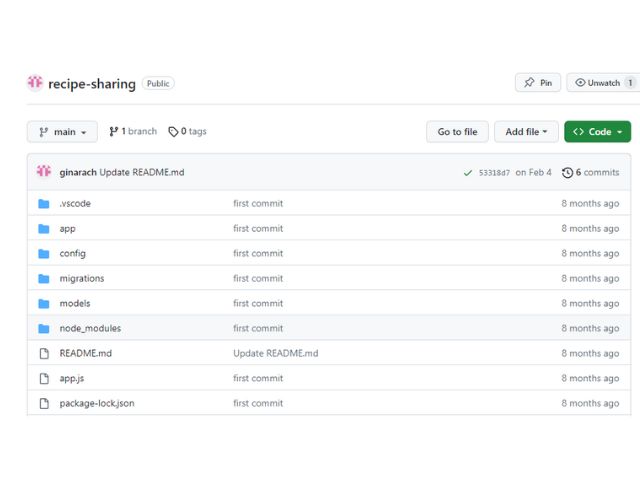 recipe-sharing Public Pin Unwatch 1
main 1 branch 0 tags Go to file Add file Code
ginarach Update README.md 53318d7 on Feb 4 6 commits
.vscode first commit 8 months ago
app first commit 8 months ago
config first commit 8 months ago
migrations first commit 8 months ago
models first commit 8 months ago
node_modules first commit 8 months ago
README.md Update README.md 8 months ago
app.js first commit 8 months ago
package-lock.json first commit 8 months ago